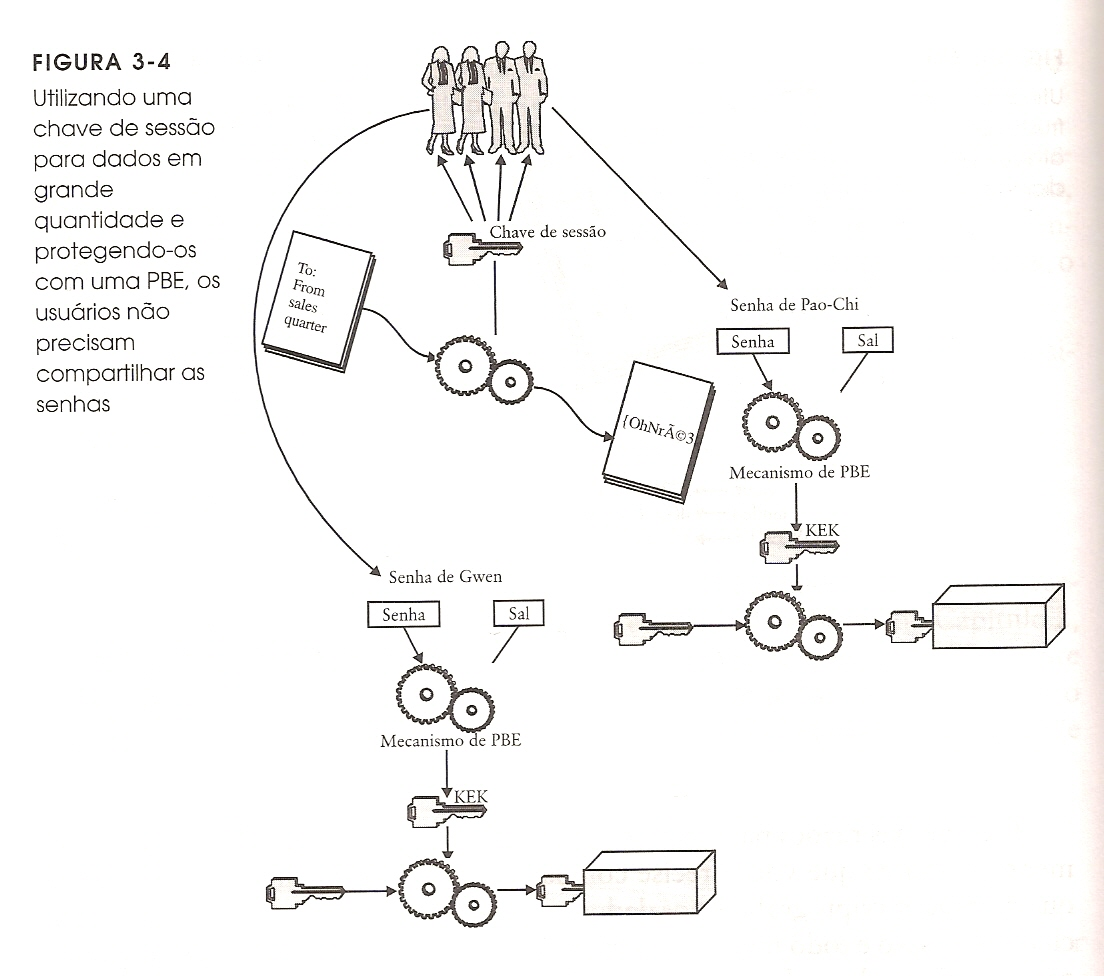 FIGURA 3-4
Utilizando uma
chave de sessão
para dados em
grande
quantidade e
protegendo-os
com uma PBE, os
usuários não
precisam
compartilhar as
senhas
Chave de sessão
To:
From
sales
quarter
{OhNrÃ©3
Senha de Pao-Chi
Senha
Sal
Mecanismo de PBE
KEK
Senha de Gwen
Senha
Sal
Mecanismo de PBE
KEK